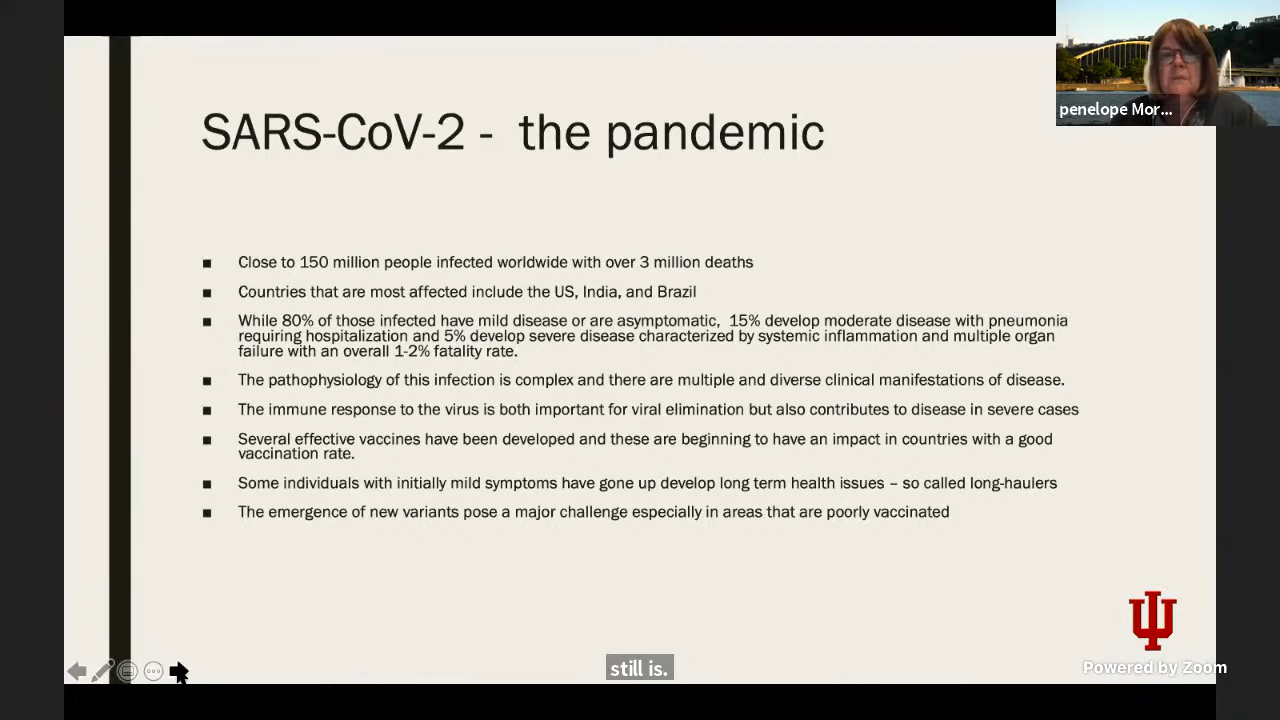 SARS-CoV-2 - the pandemic
penelope Mor...
■ Close to 150 million people infected worldwide with over 3 million deaths
■ Countries that are most affected include the US, India, and Brazil
■ While 80% of those infected have mild disease or are asymptomatic, 15% develop moderate disease with pneumonia
requiring hospitalization and 5% develop severe disease characterized by systemic inflammation and multiple organ
failure with an overall 1-2% fatality rate.
■ The pathophysiology of this infection is complex and there are multiple and diverse clinical manifestations of disease.
■ The immune response to the virus is both important for viral elimination but also contributes to disease in severe cases
■ Several effective vaccines have been developed and these are beginning to have an impact in countries with a good
vaccination rate.
■ Some individuals with initially mild symptoms have gone up develop long term health issues – so called long-haulers
■ The emergence of new variants pose a major challenge especially in areas that are poorly vaccinated
still is.
Powered by Zoom